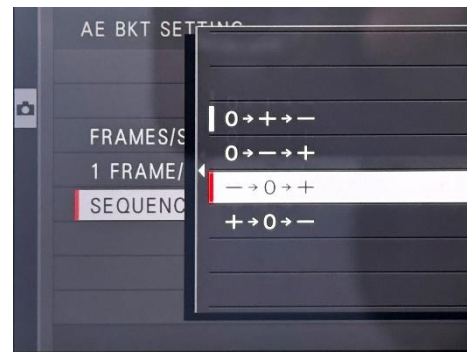 AE BKT SETTING
FRAMES/S
1 FRAME/
SEQUENC
0→+→−
0→−→+
−→0→+
+→0→−